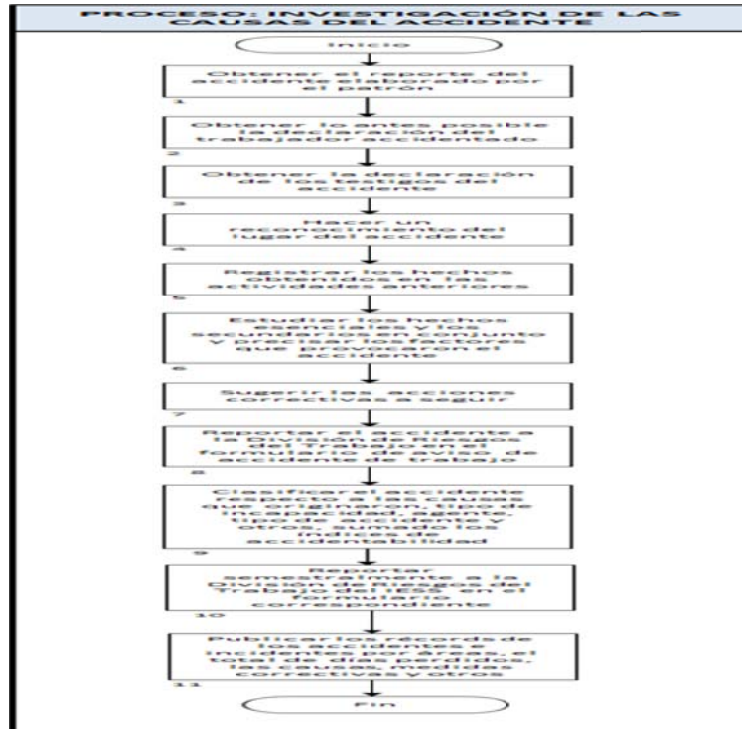 PROCESO: INVESTIGACIÓN DE LAS
CAUSAS DEL ACCIDENTE
Inicio
Obtener el reporte del
accidente elaborado por
el patrón
1
Obtener lo antes posible
la declaración del
trabajador accidentado
2
Obtener la declaración
de los testigos del
accidente
3
Hacer un
reconocimiento del
lugar del accidente
4
Registrar los hechos
obtenidos en las
actividades anteriores
5
Estudiar los hechos
esenciales y los
secundarios en conjunto
y precisar los factores
que provocaron el
accidente
6
Sugerir las acciones
correctivas a seguir
7
Reportar el accidente a
la División de Riesgos
del Trabajo en el
formulario de aviso de
accidente de trabajo
8
Clasificar el accidente
respecto a las causas
que originaron, tipo de
incapacidad, agente,
tipo de accidente y
otros, sumado los
índices de
accidentabilidad
9
Reportar
semestralmente a la
División de Riesgos del
Trabajo del IESS en el
formulario
correspondiente
10
Publicar los récords de
los accidentes e
incidentes por áreas, el
total de días perdidos,
las causas, medidas
correctivas y otros
11
Fin